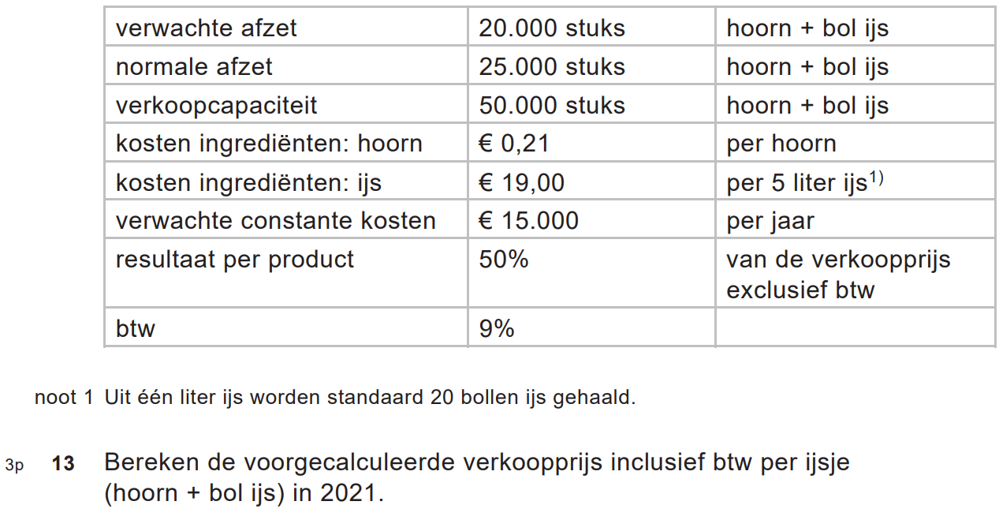 verwachte afzet 20.000 stuks hoorn + bol ijs
normale afzet 25.000 stuks hoorn + bol ijs
verkoopcapaciteit 50.000 stuks hoorn + bol ijs
kosten ingrediënten: hoorn € 0,21 per hoorn
kosten ingrediënten: ijs € 19,00 per 5 liter ijs1)
verwachte constante kosten € 15.000 per jaar
resultaat per product 50% van de verkoopprijs
exclusief btw
btw 9%
noot 1 Uit één liter ijs worden standaard 20 bollen ijs gehaald.
3p 13 Bereken de voorgecalculeerde verkoopprijs inclusief btw per ijsje
(hoorn + bol ijs) in 2021.